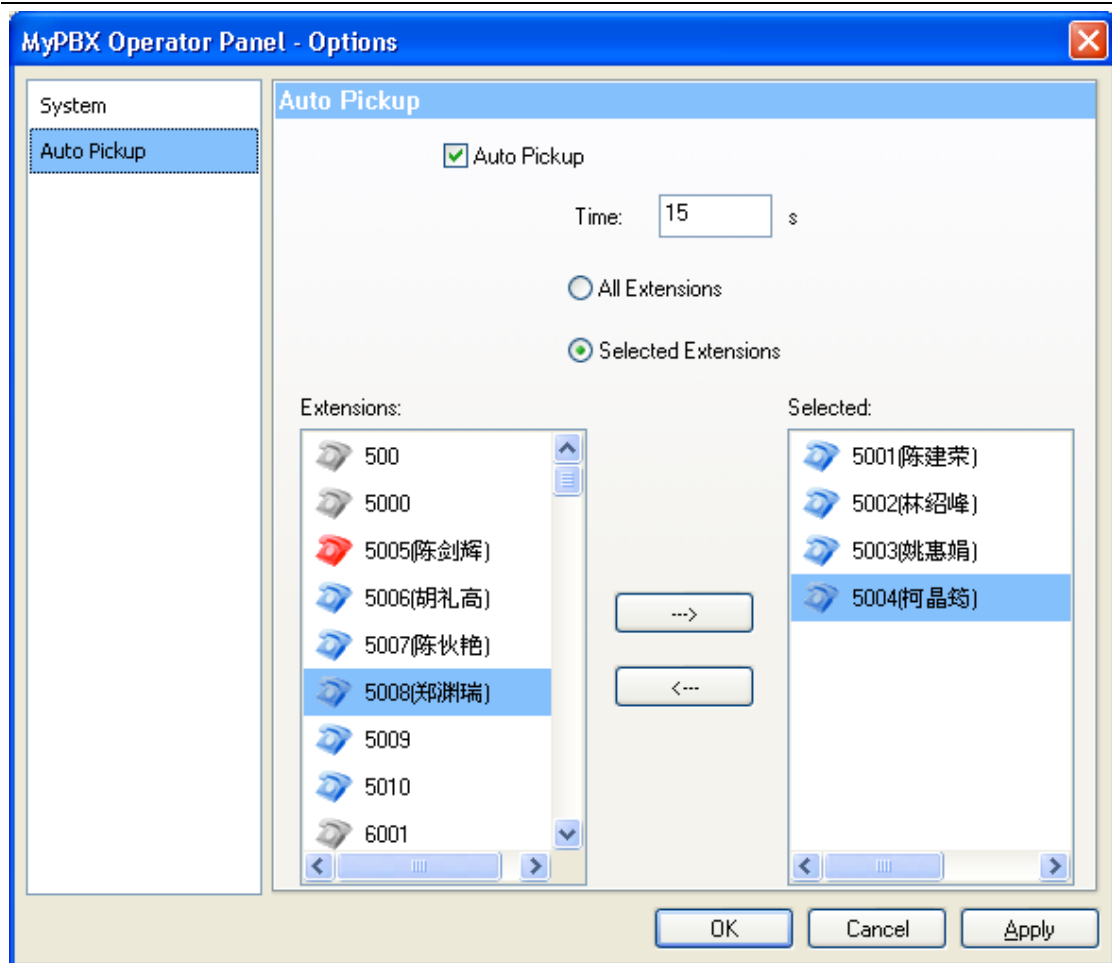 MyPBX Operator Panel - Options
System
Auto Pickup
Auto Pickup
Auto Pickup
Time: 15 s
All Extensions
Selected Extensions
Extensions:
500
5000
5005(陈剑辉)
5006(胡礼高)
5007(陈伙艳)
5008(郑渊瑞)
5009
5010
6001
--->
<---
Selected:
5001(陈建荣)
5002(林绍峰)
5003(姚惠娟)
5004(柯晶筠)
OK
Cancel
Apply